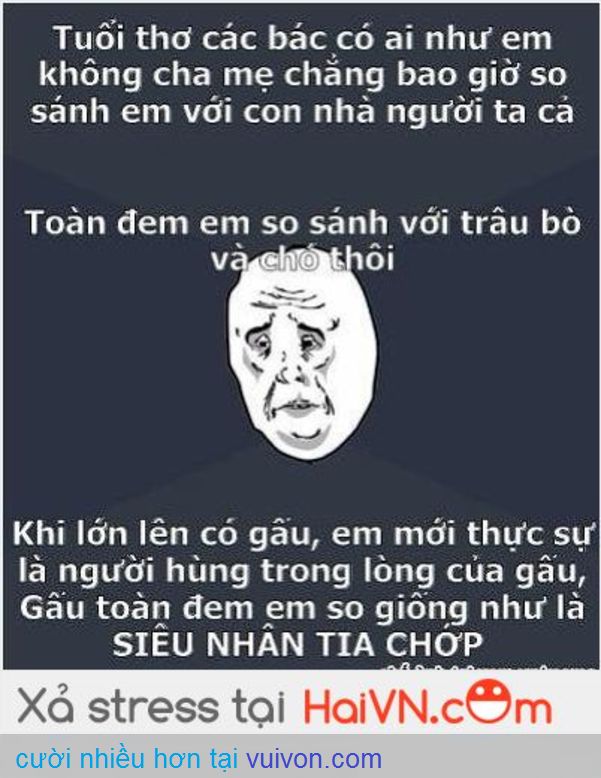 Tuổi thơ các bác có ai như em
không cha mẹ chẳng bao giờ so
sánh em với con nhà người ta cả
Toàn đem em so sánh với trâu bò
và chó thôi
Khi lớn lên có gấu, em mới thực sự
là người hùng trong lòng của gấu,
Gấu toàn đem em so giống như là
SIÊU NHÂN TIA CHỚP
Xả stress tại HaiVN.com
cười nhiều hơn tại vuivon.com